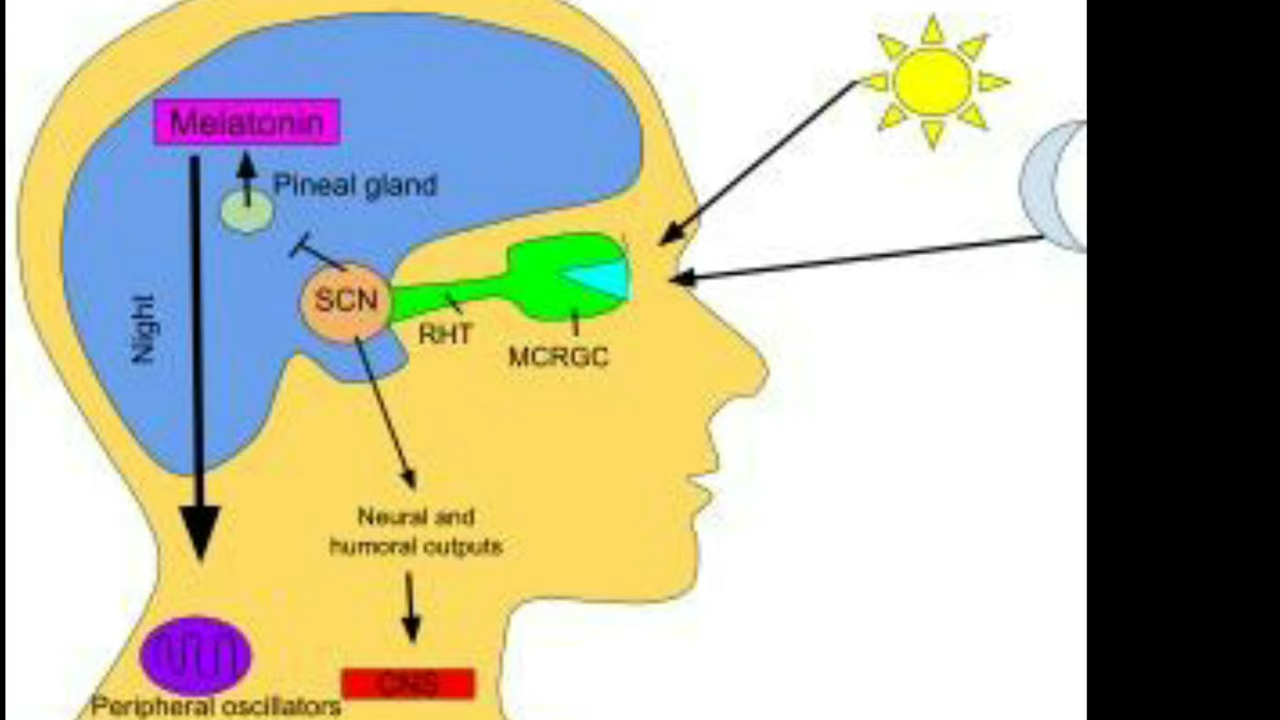 Melatonin
Pineal gland
Night
SCN
RHT
MCRGC
Neural and
humoral outputs
CNS
Peripheral oscillators